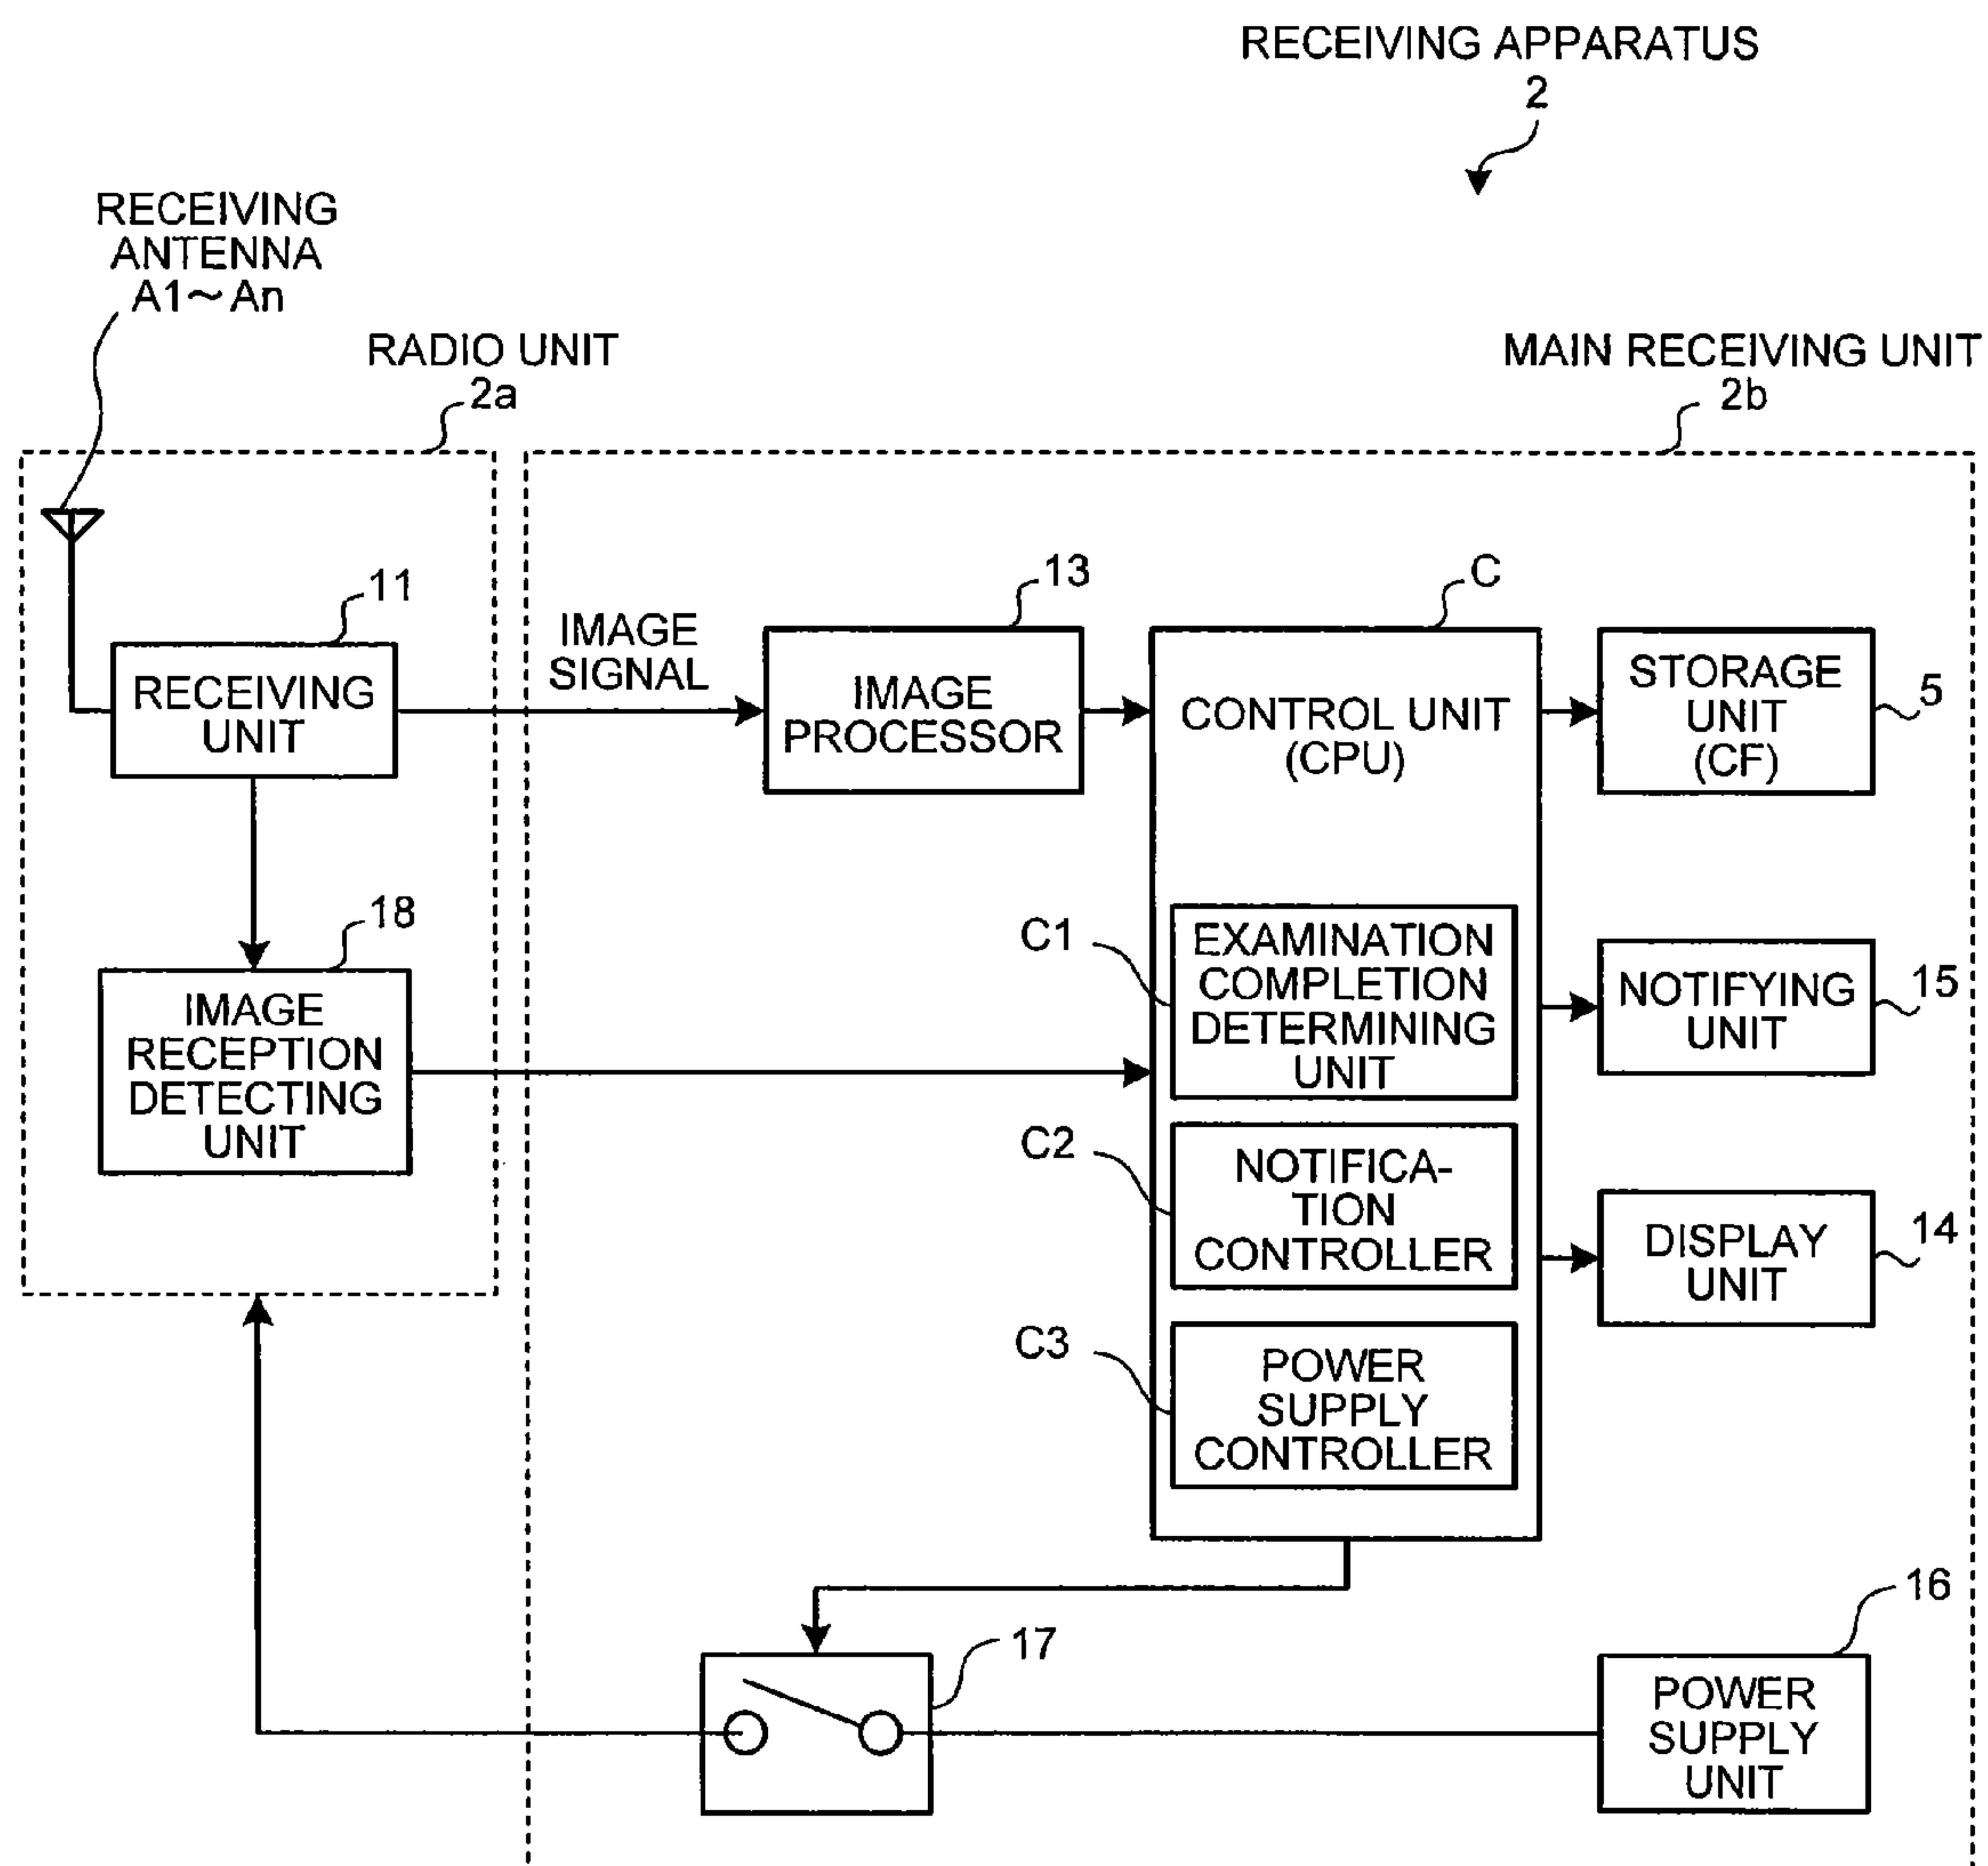 RECEIVING APPARATUS
2
RECEIVING
ANTENNA
A1~An
RADIO UNIT
2a
MAIN RECEIVING UNIT
2b
11
RECEIVING
UNIT
IMAGE
SIGNAL
13
IMAGE
PROCESSOR
C
CONTROL UNIT
(CPU)
STORAGE
UNIT
(CF)
5
18
IMAGE
RECEPTION
DETECTING
UNIT
C1
EXAMINATION
COMPLETION
DETERMINING
UNIT
NOTIFYING
UNIT
15
C2
NOTIFICA-
TION
CONTROLLER
DISPLAY
UNIT
14
C3
POWER
SUPPLY
CONTROLLER
17
16
POWER
SUPPLY
UNIT